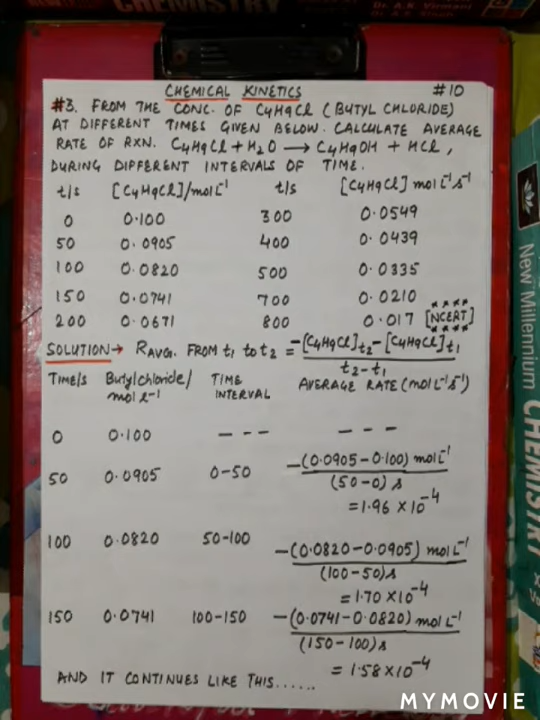 Dr. A.K. Virmani
CHEMICAL KINETICS #10
#3. FROM THE CONC. OF C4H9Cl (BUTYL CHLORIDE)
AT DIFFERENT TIMES GIVEN BELOW. CALCULATE AVERAGE
RATE OF RXN. C4H9Cl + H2O → C4H9OH + HCl,
DURING DIFFERENT INTERVALS OF TIME.
t/s [C4H9Cl]/mol L⁻¹ t/s [C4H9Cl] mol L⁻¹ s⁻¹
0 0.100 300 0.0549
50 0.0905 400 0.0439
100 0.0820 500 0.0335
150 0.0741 700 0.0210
200 0.0671 800 0.017 [NCERT]
SOLUTION→ RAVG. FROM t1 to t2 = -[C4H9Cl]t2 - [C4H9Cl]t1
t2 - t1
TIME/s Butylchloride/ TIME AVERAGE RATE (mol L⁻¹ s⁻¹)
mol L⁻¹ INTERVAL
0 0.100 - - - - - -
50 0.0905 0-50 -(0.0905 - 0.100) mol L⁻¹
(50-0) s
= 1.96 × 10⁻⁴
100 0.0820 50-100 -(0.0820 - 0.0905) mol L⁻¹
(100-50) s
= 1.70 × 10⁻⁴
150 0.0741 100-150 -(0.0741 - 0.0820) mol L⁻¹
(150-100) s
= 1.58 × 10⁻⁴
AND IT CONTINUES LIKE THIS......
New Millennium
CHEMISTRY
MYMOVIE